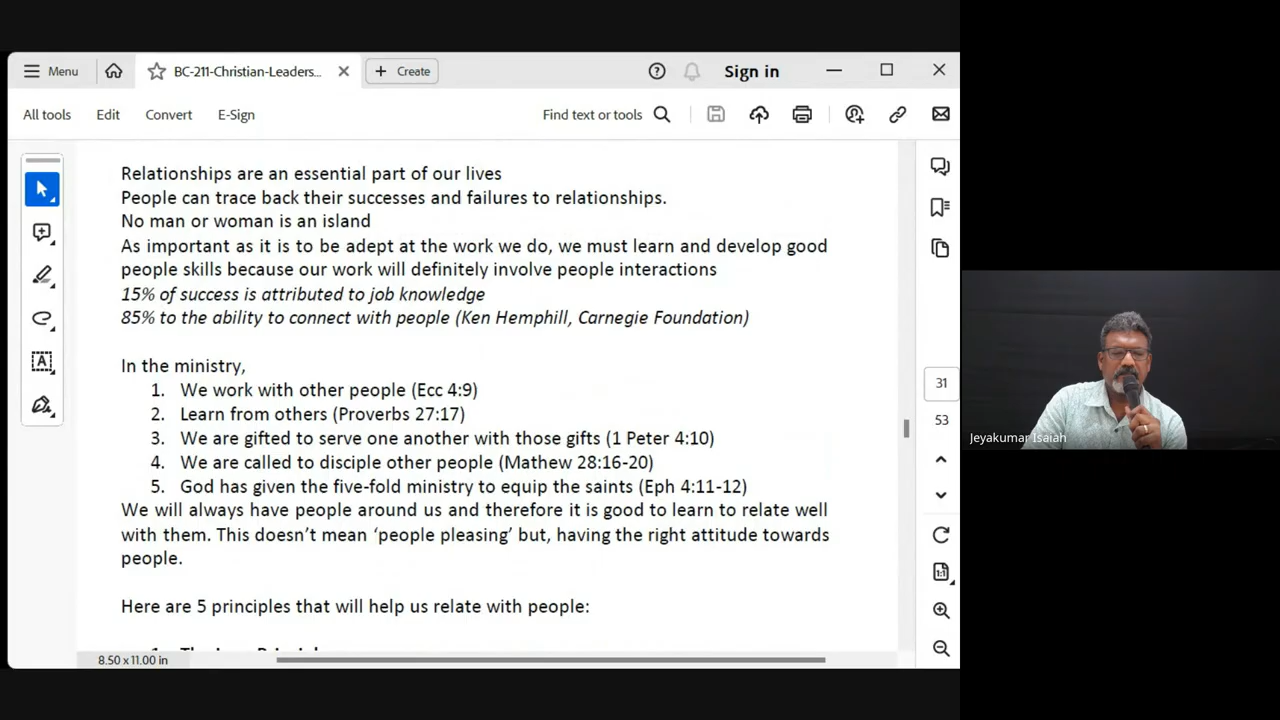 Menu
BC-211-Christian-Leaders...
Create
Sign in
All tools
Edit
Convert
E-Sign
Find text or tools
Relationships are an essential part of our lives
People can trace back their successes and failures to relationships.
No man or woman is an island
As important as it is to be adept at the work we do, we must learn and develop good
people skills because our work will definitely involve people interactions
15% of success is attributed to job knowledge
85% to the ability to connect with people (Ken Hemphill, Carnegie Foundation)
In the ministry,
1. We work with other people (Ecc 4:9)
2. Learn from others (Proverbs 27:17)
3. We are gifted to serve one another with those gifts (1 Peter 4:10)
4. We are called to disciple other people (Mathew 28:16-20)
5. God has given the five-fold ministry to equip the saints (Eph 4:11-12)
We will always have people around us and therefore it is good to learn to relate well
with them. This doesn't mean 'people pleasing' but, having the right attitude towards
people.
Here are 5 principles that will help us relate with people:
8.50 x 11.00 in
31
53
1:1
Jeyakumar Isaiah